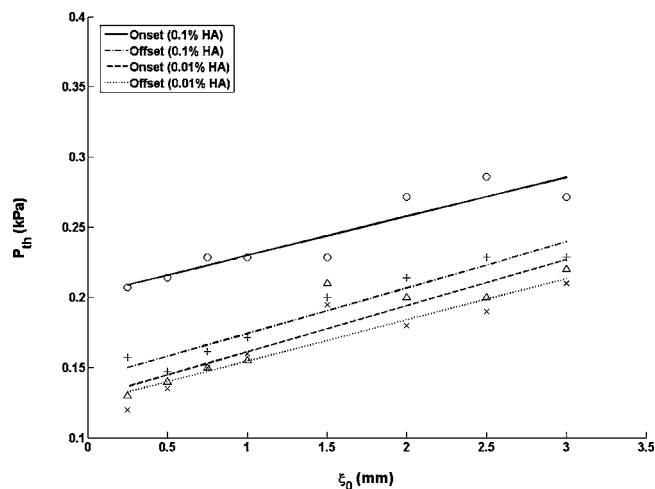 0.4
Onset (0.1% HA)
Offset (0.1% HA)
Onset (0.01% HA)
Offset (0.01% HA)
0.35
0.3
P_th (kPa)
0.25
0.2
0.15
0.1
0 0.5 1 1.5 2 2.5 3 3.5
ξ_0 (mm)